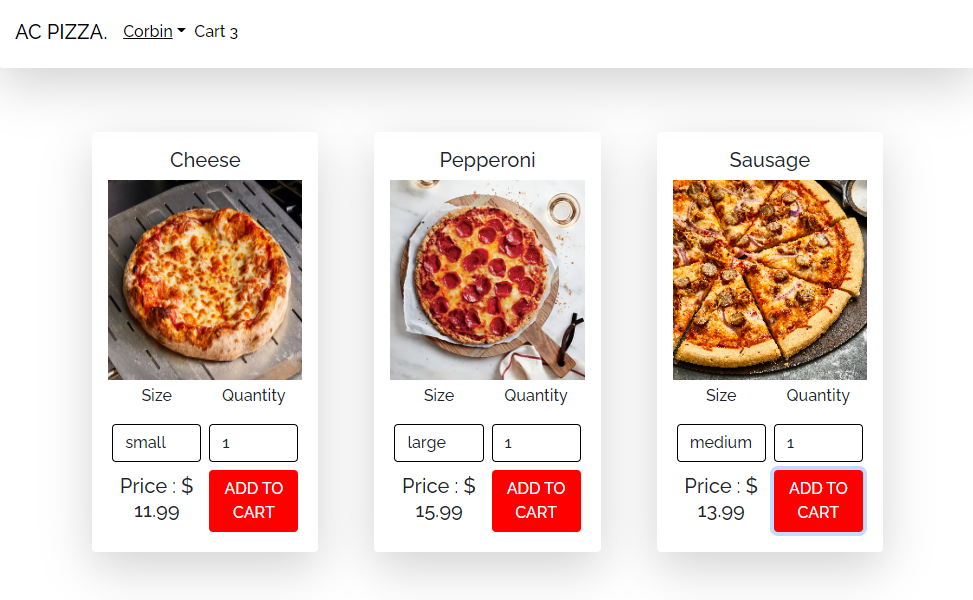 AC PIZZA. Corbin Cart 3
Cheese
Size Quantity
small 1
Price : $ 11.99
ADD TO CART
Pepperoni
Size Quantity
large 1
Price : $ 15.99
ADD TO CART
Sausage
Size Quantity
medium 1
Price : $ 13.99
ADD TO CART